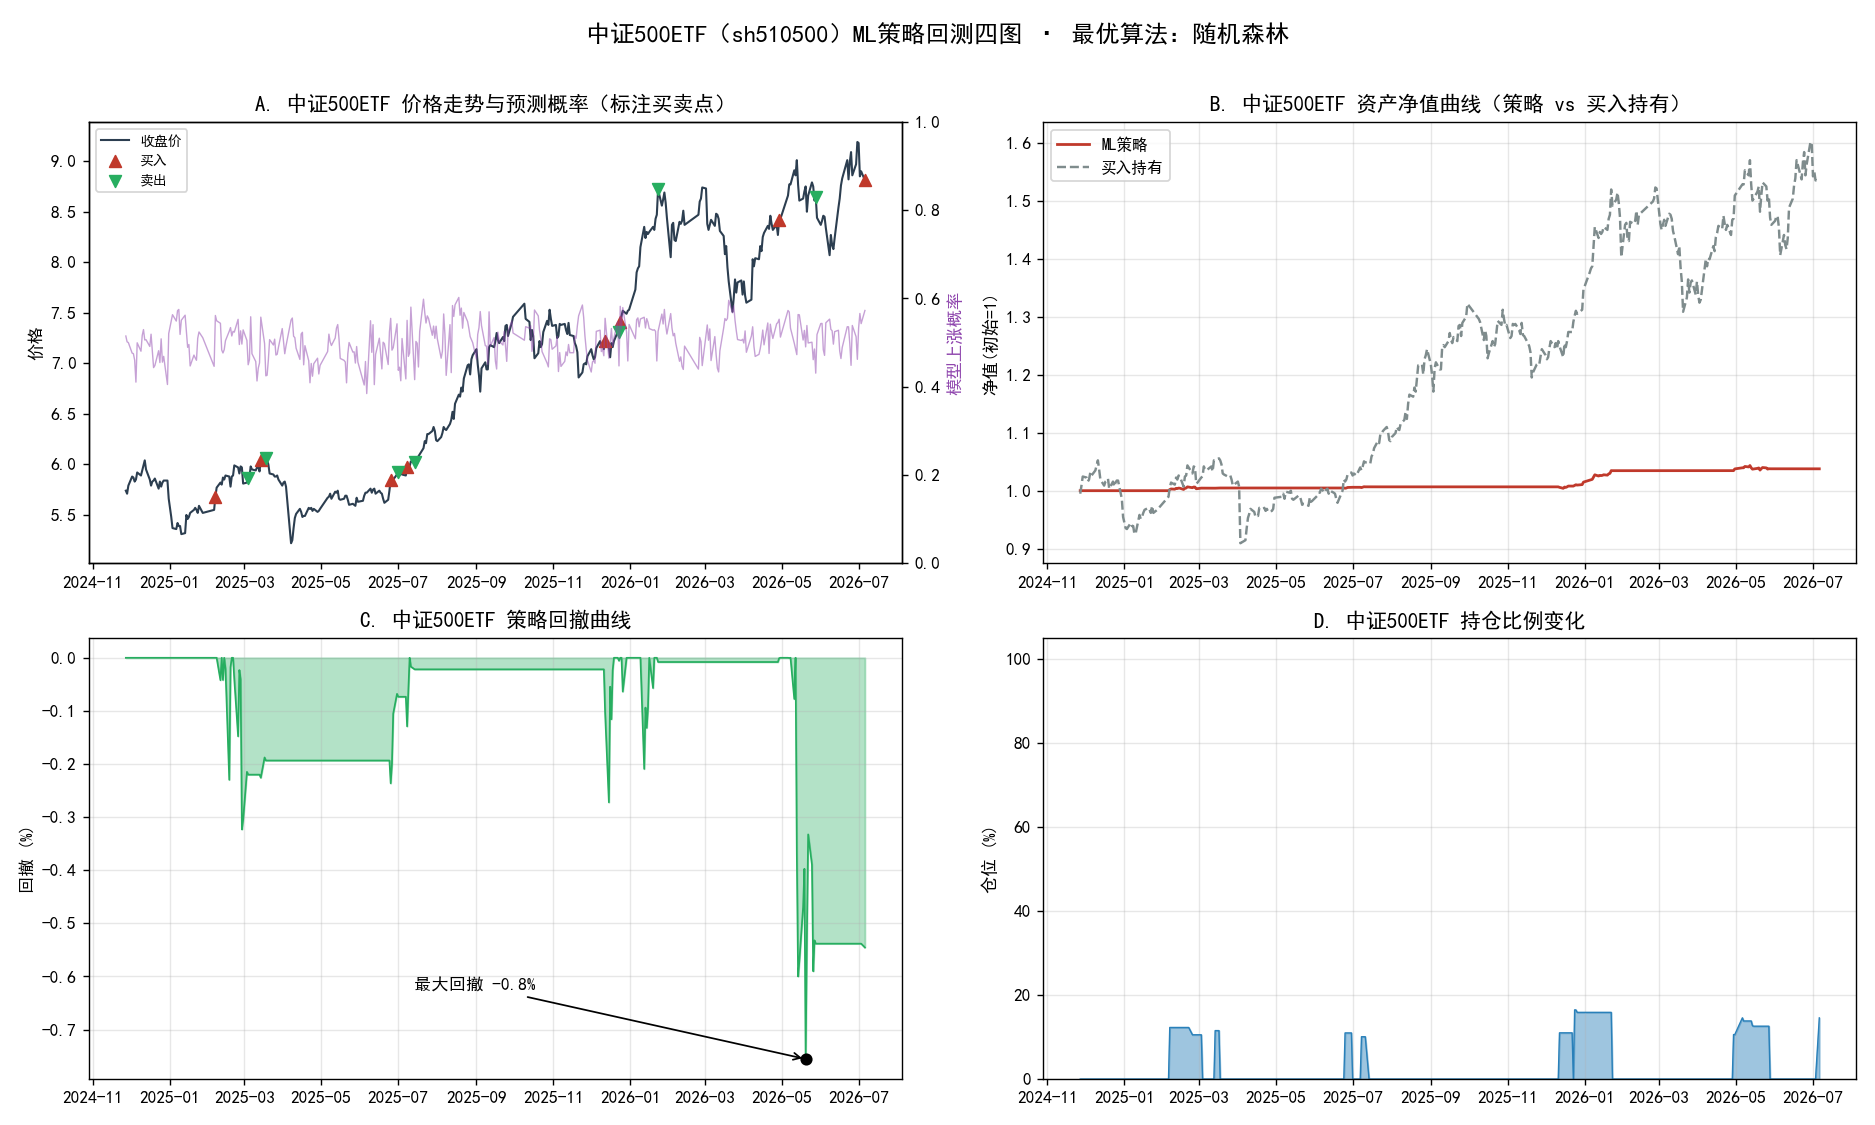 中证500ETF（sh510500）ML策略回测四图 · 最优算法: 随机森林
A. 中证500ETF 价格走势与预测概率（标注买卖点）
收盘价
买入
卖出
价格
9.0
8.5
8.0
7.5
7.0
6.5
6.0
5.5
1.0
0.8
0.6
0.4
0.2
0.0
模型上涨概率
2024-11 2025-01 2025-03 2025-05 2025-07 2025-09 2025-11 2026-01 2026-03 2026-05 2026-07
B. 中证500ETF 资产净值曲线（策略 vs 买入持有）
ML策略
买入持有
净值(初始=1)
1.6
1.5
1.4
1.3
1.2
1.1
1.0
0.9
2024-11 2025-01 2025-03 2025-05 2025-07 2025-09 2025-11 2026-01 2026-03 2026-05 2026-07
C. 中证500ETF 策略回撤曲线
回撤 (%)
0.0
-0.1
-0.2
-0.3
-0.4
-0.5
-0.6
-0.7
最大回撤 -0.8%
2024-11 2025-01 2025-03 2025-05 2025-07 2025-09 2025-11 2026-01 2026-03 2026-05 2026-07
D. 中证500ETF 持仓比例变化
仓位 (%)
100
80
60
40
20
0
2024-11 2025-01 2025-03 2025-05 2025-07 2025-09 2025-11 2026-01 2026-03 2026-05 2026-07